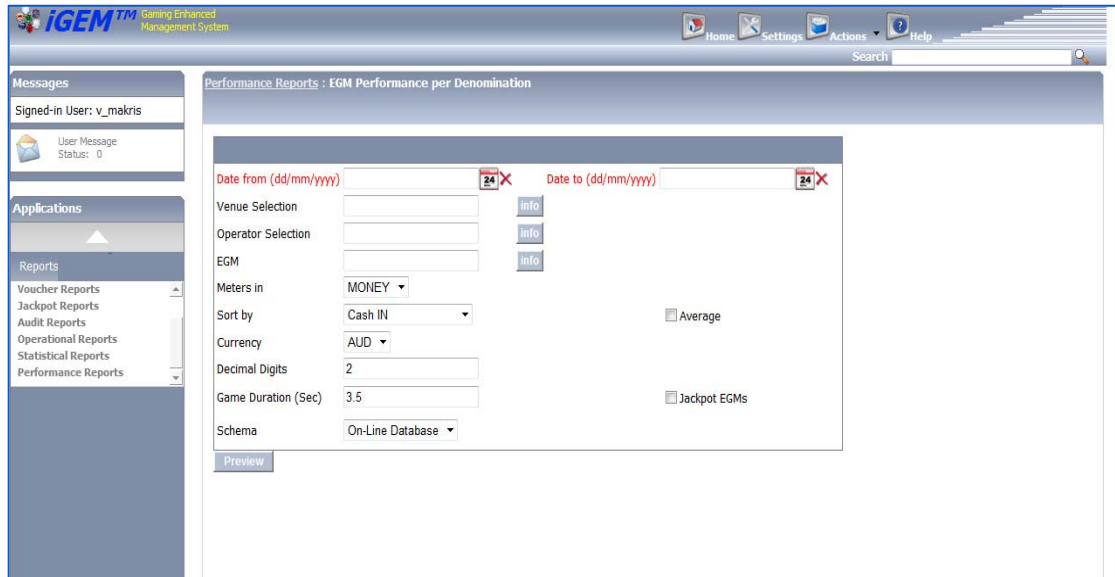 iGEM™ Gaming Enhanced
Management System
Home Settings Actions Help
Search
Messages
Signed-in User: v_makris
User Message
Status: 0
Applications
Reports
Voucher Reports
Jackpot Reports
Audit Reports
Operational Reports
Statistical Reports
Performance Reports
Performance Reports : EGM Performance per Denomination
Date from (dd/mm/yyyy) 24 Date to (dd/mm/yyyy) 24
Venue Selection info
Operator Selection info
EGM info
Meters in MONEY
Sort by Cash IN Average
Currency AUD
Decimal Digits 2
Game Duration (Sec) 3.5 Jackpot EGMs
Schema On-Line Database
Preview